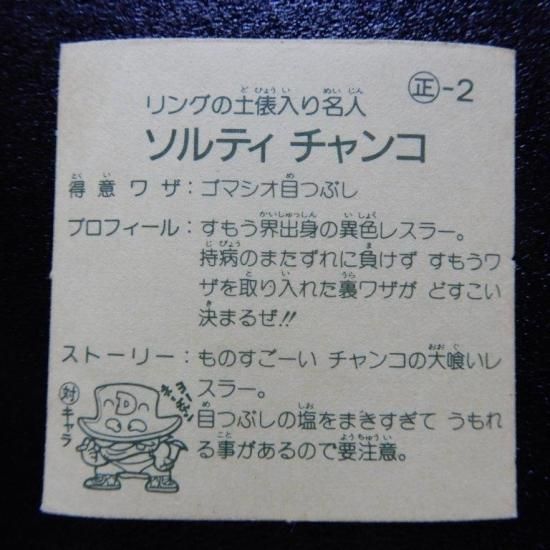 ㊣-2
リングの土俵入り名人
ソルティ チャンコ
得意ワザ：ゴマシオ目つぶし
プロフィール：すもう界出身の異色レスラー。
持病のまたずれに負けず すもうワ
ザを取り入れた裏ワザが どすこい
決まるぜ!!
ストーリー：ものすごーい チャンコの大喰いレ
スラー。
目つぶしの塩をまきすぎて うもれ
る事があるので要注意。
対
キャラ
D